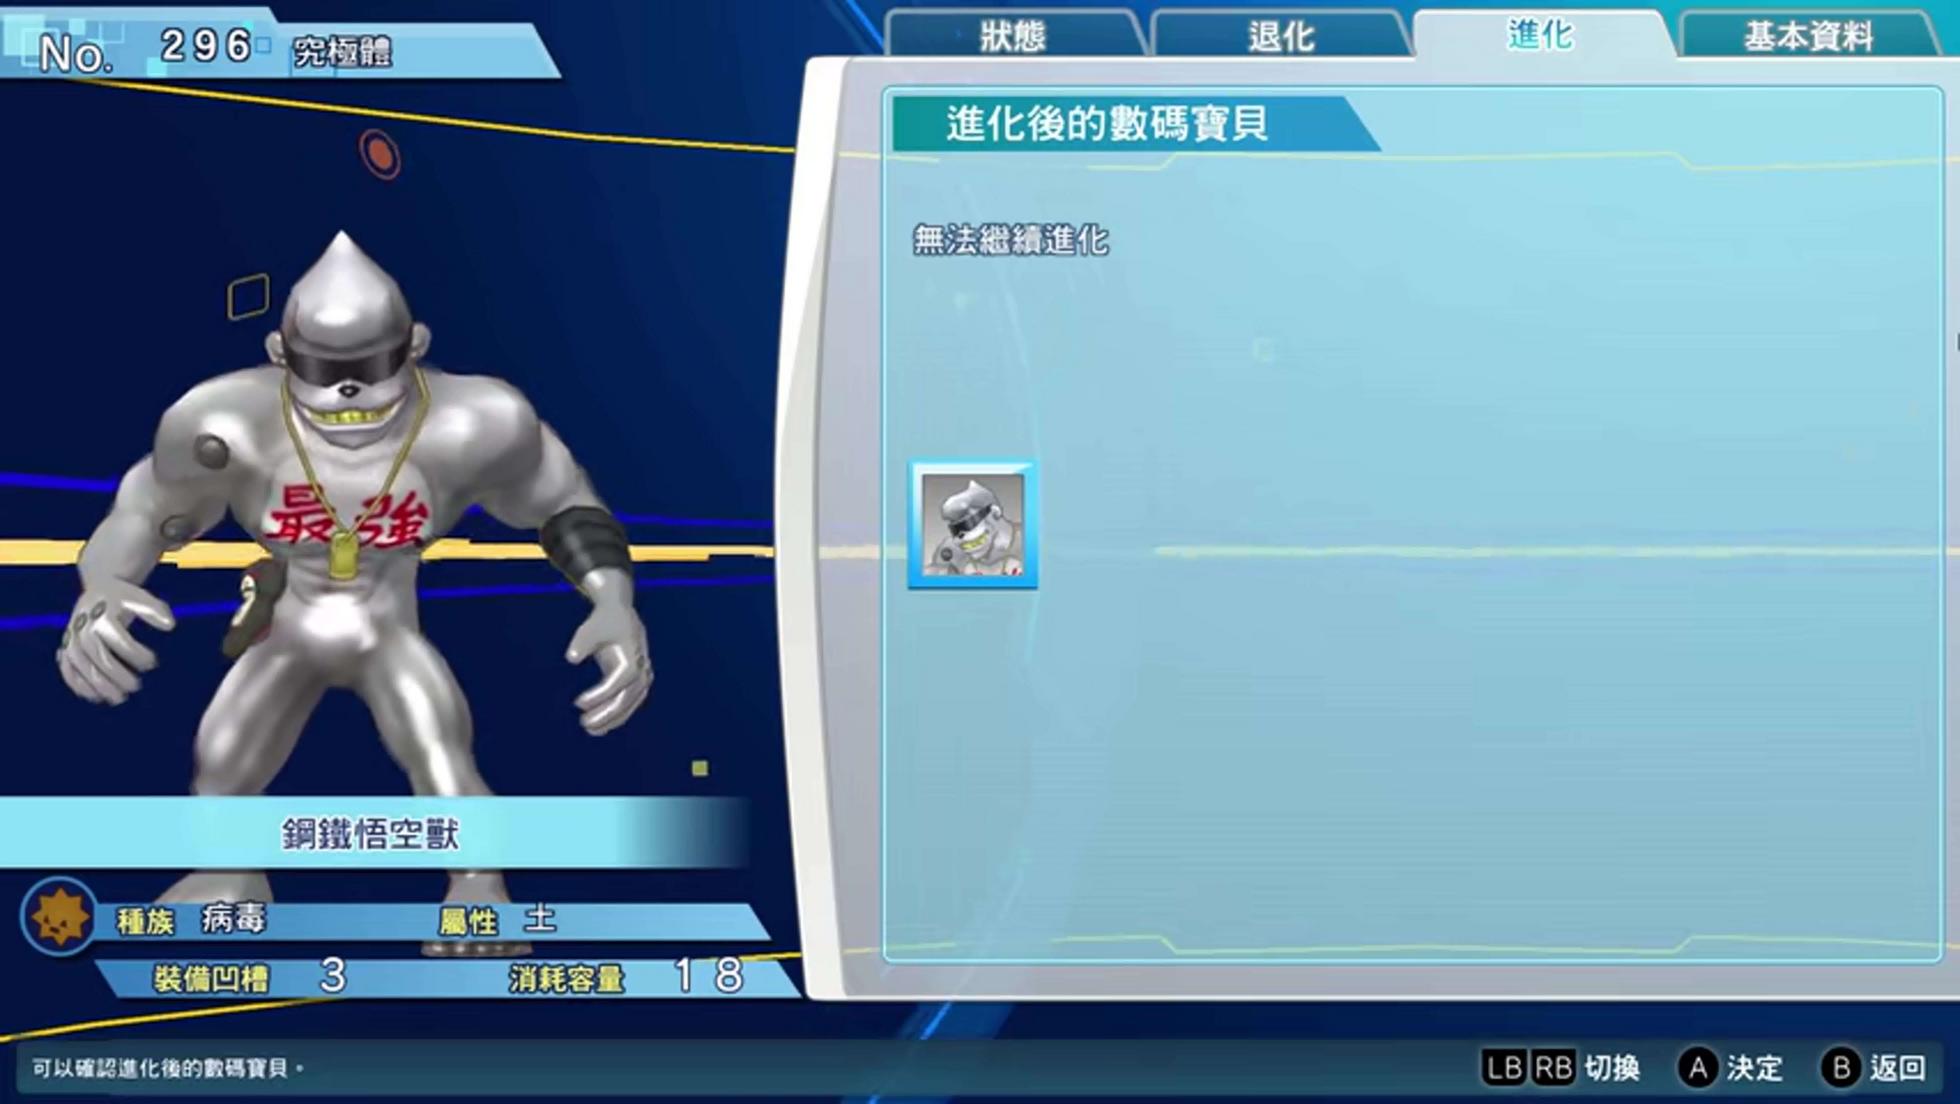 No. 296 究極體
狀態 退化 進化 基本資料
進化後的數碼寶貝
無法繼續進化
最強
鋼鐵悟空獸
種族 病毒 屬性 土
裝備凹槽 3 消耗容量 18
可以確認進化後的數碼寶貝。
LB RB 切換 A 決定 B 返回